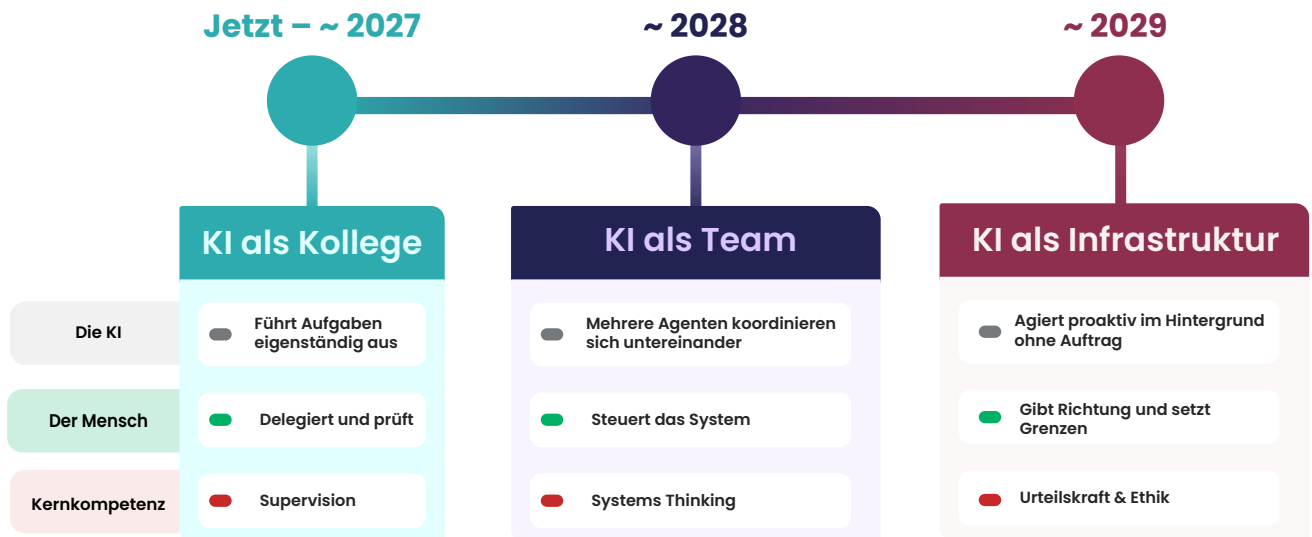 Jetzt – ~ 2027
~ 2028
~ 2029
KI als Kollege
KI als Team
KI als Infrastruktur
Die KI
Führt Aufgaben
eigenständig aus
Mehrere Agenten koordinieren
sich untereinander
Agiert proaktiv im Hintergrund
ohne Auftrag
Der Mensch
Delegiert und prüft
Steuert das System
Gibt Richtung und setzt
Grenzen
Kernkompetenz
Supervision
Systems Thinking
Urteilskraft & Ethik